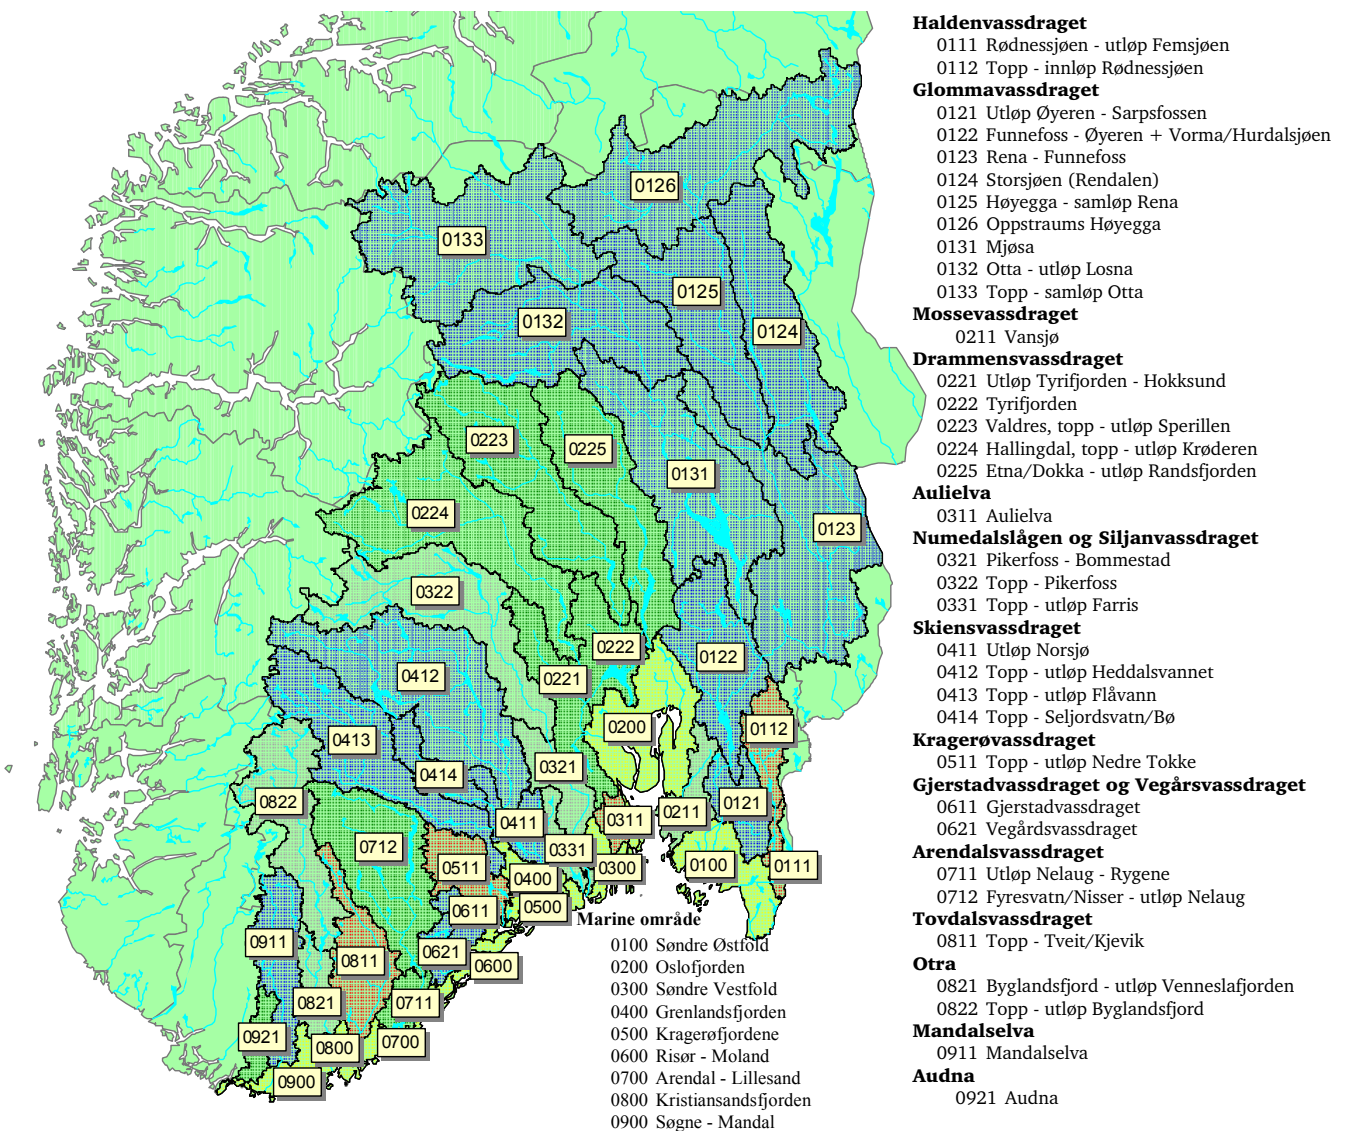 0126
0133
0125
0132
0124
0223
0225
0131
0224
0123
0322
0222
0122
0412
0221
0200
0112
0413
0321
0414
0822
0121
0211
0311
0411
0712
0331
0511
0400
0300
0100
0111
0500
0611
0911
0621
0811
0600
0821
0711
0921
0800
0700
0900
Haldenvassdraget
0111 Rødnessjøen - utløp Femsjøen
0112 Topp - innløp Rødnessjøen
Glommavassdraget
0121 Utløp Øyeren - Sarpsfossen
0122 Funnefoss - Øyeren + Vorma/Hurdalsjøen
0123 Rena - Funnefoss
0124 Storsjøen (Rendalen)
0125 Høyegga - samløp Rena
0126 Oppstraums Høyegga
0131 Mjøsa
0132 Otta - utløp Losna
0133 Topp - samløp Otta
Mossevassdraget
0211 Vansjø
Drammensvassdraget
0221 Utløp Tyrifjorden - Hokksund
0222 Tyrifjorden
0223 Valdres, topp - utløp Sperillen
0224 Hallingdal, topp - utløp Krøderen
0225 Etna/Dokka - utløp Randsfjorden
Aulielva
0311 Aulielva
Numedalslågen og Siljanvassdraget
0321 Pikerfoss - Bommestad
0322 Topp - Pikerfoss
0331 Topp - utløp Farris
Skiensvassdraget
0411 Utløp Norsjø
0412 Topp - utløp Heddalsvannet
0413 Topp - utløp Flåvann
0414 Topp - Seljordsvatn/Bø
Kragerøvassdraget
0511 Topp - utløp Nedre Tokke
Gjerstadvassdraget og Vegårsvassdraget
0611 Gjerstadvassdraget
0621 Vegårdsvassdraget
Arendalsvassdraget
0711 Utløp Nelaug - Rygene
0712 Fyresvatn/Nisser - utløp Nelaug
Tovdalsvassdraget
0811 Topp - Tveit/Kjevik
Otra
0821 Byglandsfjord - utløp Venneslafjorden
0822 Topp - utløp Byglandsfjord
Mandalselva
0911 Mandalselva
Audna
0921 Audna
Marine område
0100 Søndre Østfold
0200 Oslofjorden
0300 Søndre Vestfold
0400 Grenlandsfjorden
0500 Kragerøfjordene
0600 Risør - Moland
0700 Arendal - Lillesand
0800 Kristiansandsfjorden
0900 Søgne - Mandal